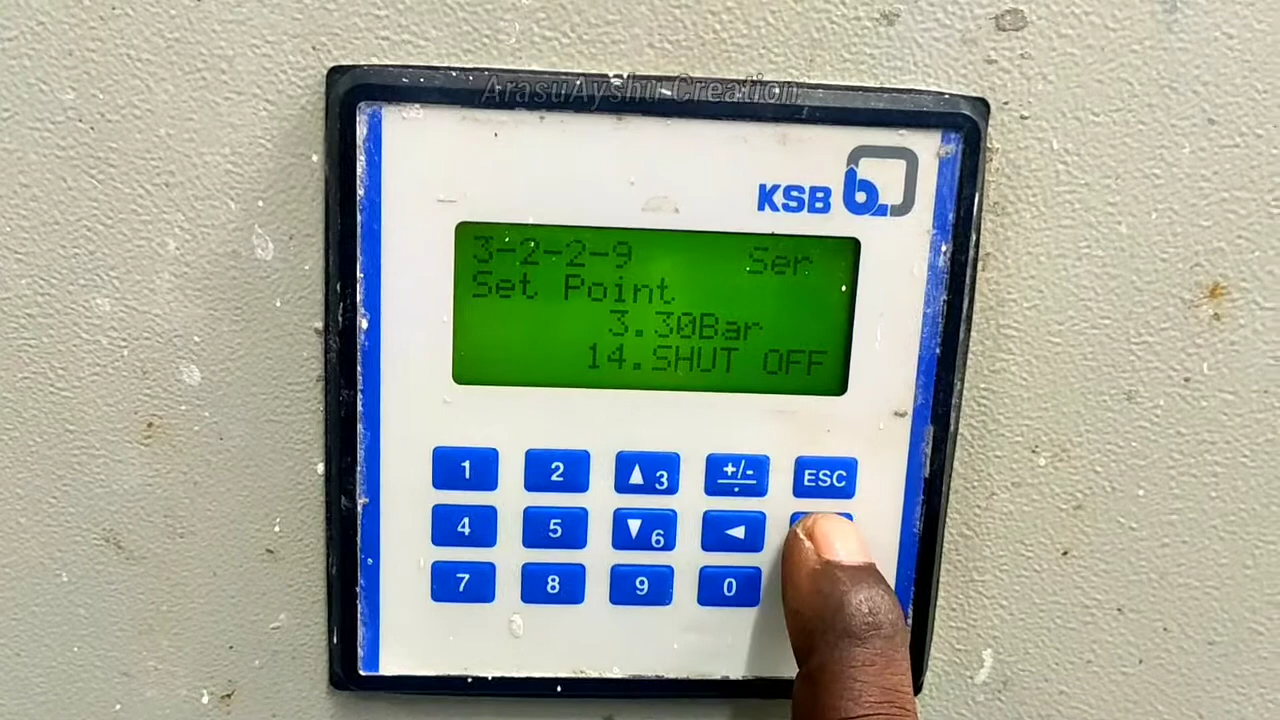 ArasuAyshu Creation
KSB b
3-2-2-9 Ser
Set Point
3.30Bar
14.SHUT OFF
1 2 ▲3 +/- . ESC
4 5 ▼6 ◄
7 8 9 0